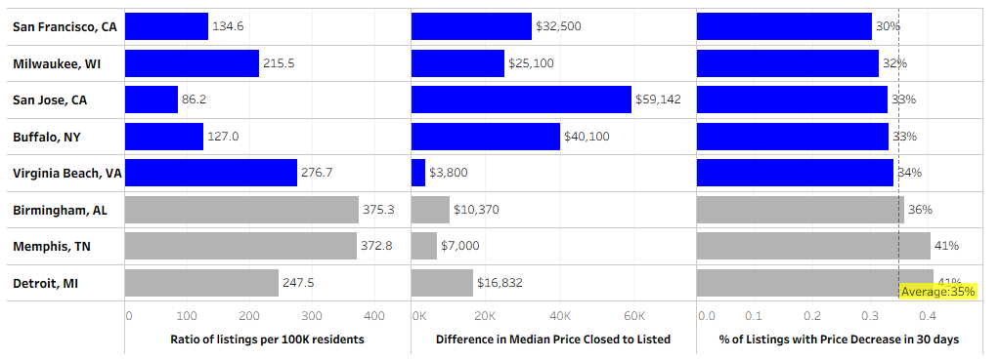 San Francisco, CA 134.6 $32,500 30%
Milwaukee, WI 215.5 $25,100 32%
San Jose, CA 86.2 $59,142 33%
Buffalo, NY 127.0 $40,100 33%
Virginia Beach, VA 276.7 $3,800 34%
Birmingham, AL 375.3 $10,370 36%
Memphis, TN 372.8 $7,000 41%
Detroit, MI 247.5 $16,832 41%
Average:35%
0 100 200 300 400 0K 20K 40K 60K 0.0 0.1 0.2 0.3 0.4
Ratio of listings per 100K residents Difference in Median Price Closed to Listed % of Listings with Price Decrease in 30 days